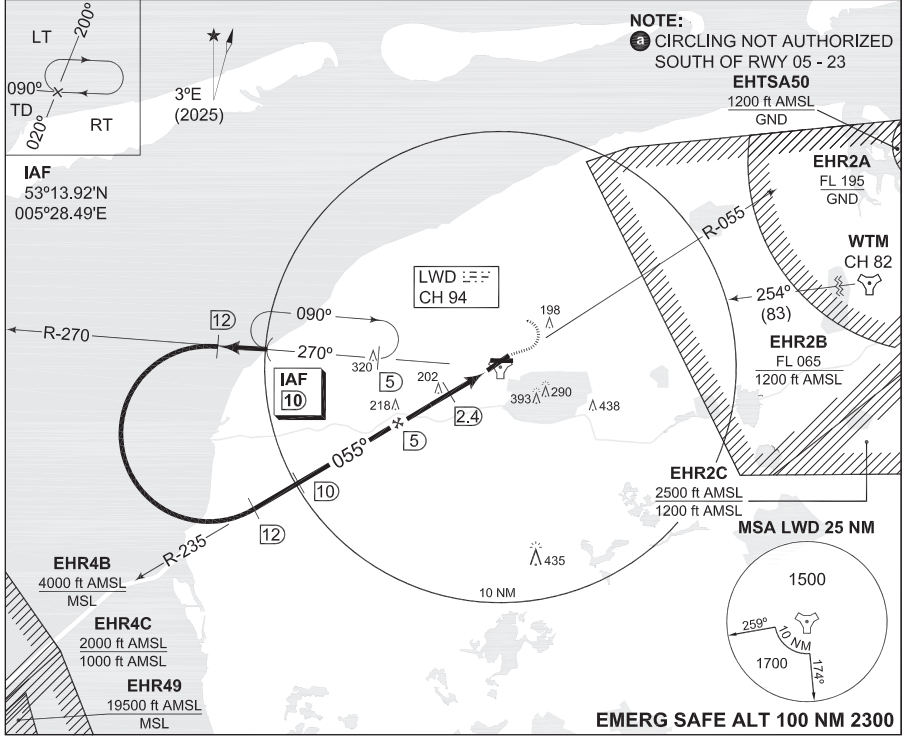 LT
200°
090°
TD
020°
RT
IAF
53°13.92'N
005°28.49'E
3°E
(2025)
NOTE:
a CIRCLING NOT AUTHORIZED
SOUTH OF RWY 05 - 23
EHTSA50
1200 ft AMSL
GND
EHR2A
FL 195
GND
WTM
CH 82
R-055
254°
(83)
EHR2B
FL 065
1200 ft AMSL
LWD
CH 94
198
R-270
12
090°
270°
320
5
IAF
10
202
218
2.4
393
290
438
5
055°
10
12
R-235
EHR2C
2500 ft AMSL
1200 ft AMSL
435
10 NM
EHR4B
4000 ft AMSL
MSL
EHR4C
2000 ft AMSL
1000 ft AMSL
EHR49
19500 ft AMSL
MSL
MSA LWD 25 NM
1500
259°
10 NM
1700
174°
EMERG SAFE ALT 100 NM 2300